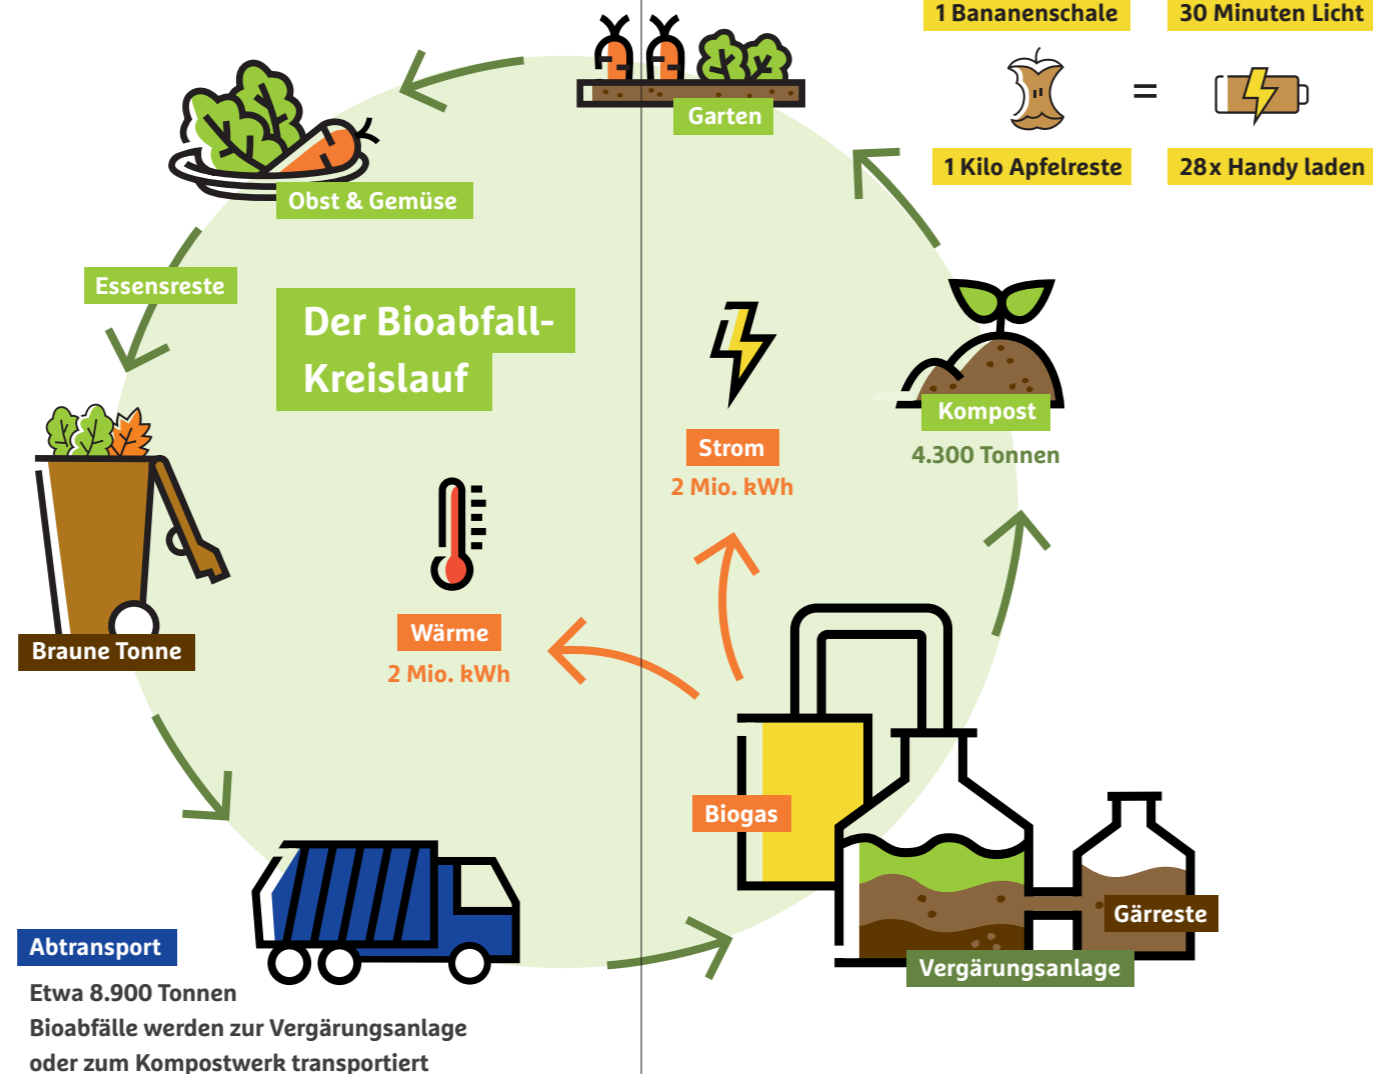 1 Bananenschale
30 Minuten Licht
=
1 Kilo Apfelreste
28x Handy laden
Garten
Obst & Gemüse
Essensreste
Der Bioabfall-
Kreislauf
Kompost
4.300 Tonnen
Strom
2 Mio. kWh
Wärme
2 Mio. kWh
Braune Tonne
Biogas
Gärreste
Vergärungsanlage
Abtransport
Etwa 8.900 Tonnen
Bioabfälle werden zur Vergärungsanlage
oder zum Kompostwerk transportiert